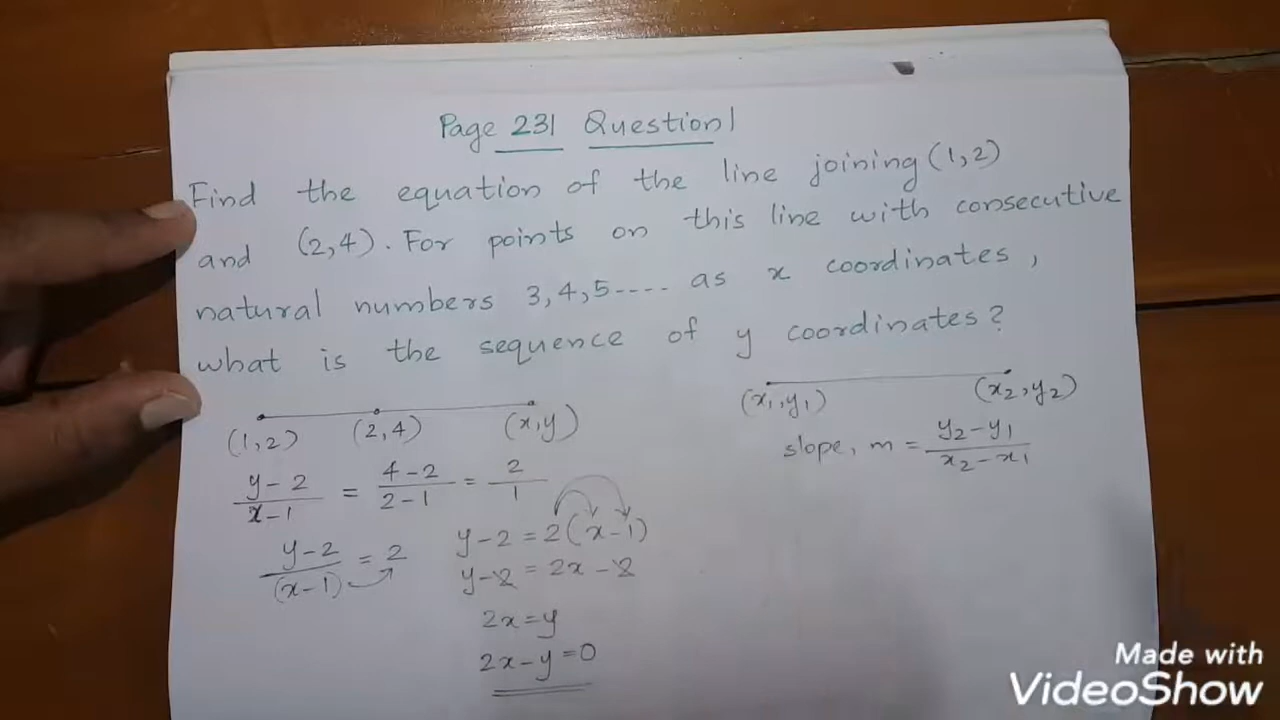 Page 231 Question 1
Find the equation of the line joining (1,2)
and (2,4). For points on this line with consecutive
natural numbers 3,4,5---- as x coordinates,
what is the sequence of y coordinates?
(1,2) (2,4) (x,y)
y-2/x-1 = 4-2/2-1 = 2/1
y-2/(x-1) = 2
y-2 = 2(x-1)
y-2 = 2x-2
2x=y
2x-y=0
(x₁,y₁) (x₂,y₂)
slope, m = y₂-y₁/x₂-x₁
Made with
VideoShow